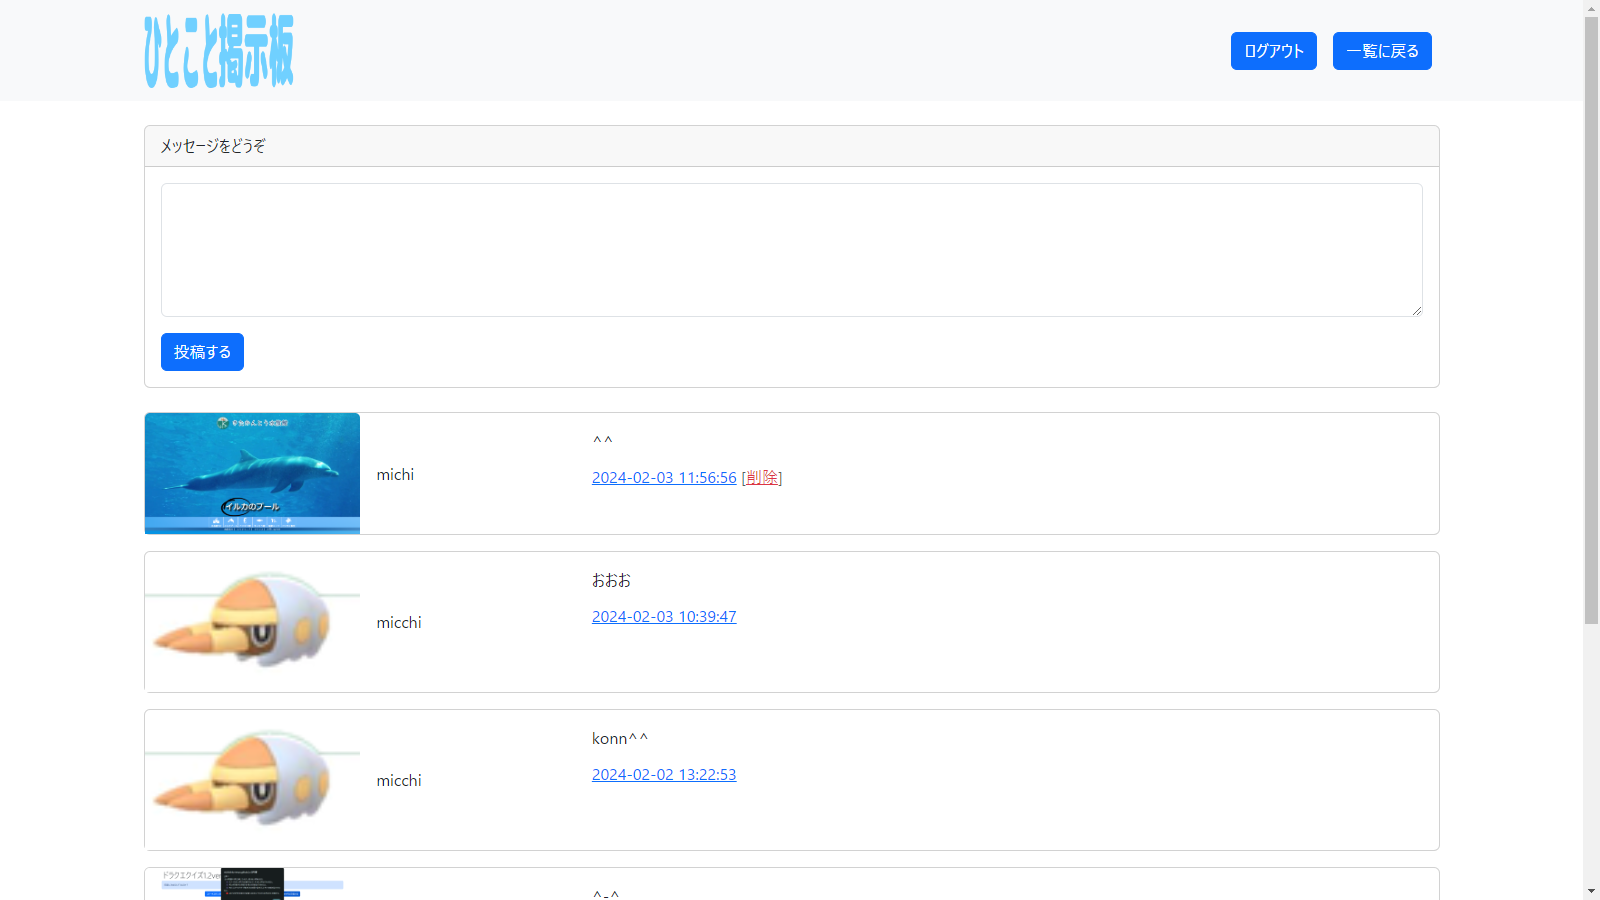 ひとこと掲示板
ログアウト 一覧に戻る
メッセージをどうぞ
投稿する
イルカのプール
michi
^^
2024-02-03 11:56:56 [削除]
micchi
おおお
2024-02-03 10:39:47
micchi
konn^^
2024-02-02 13:22:53
ドラクエクイズ1.2ver
^-^